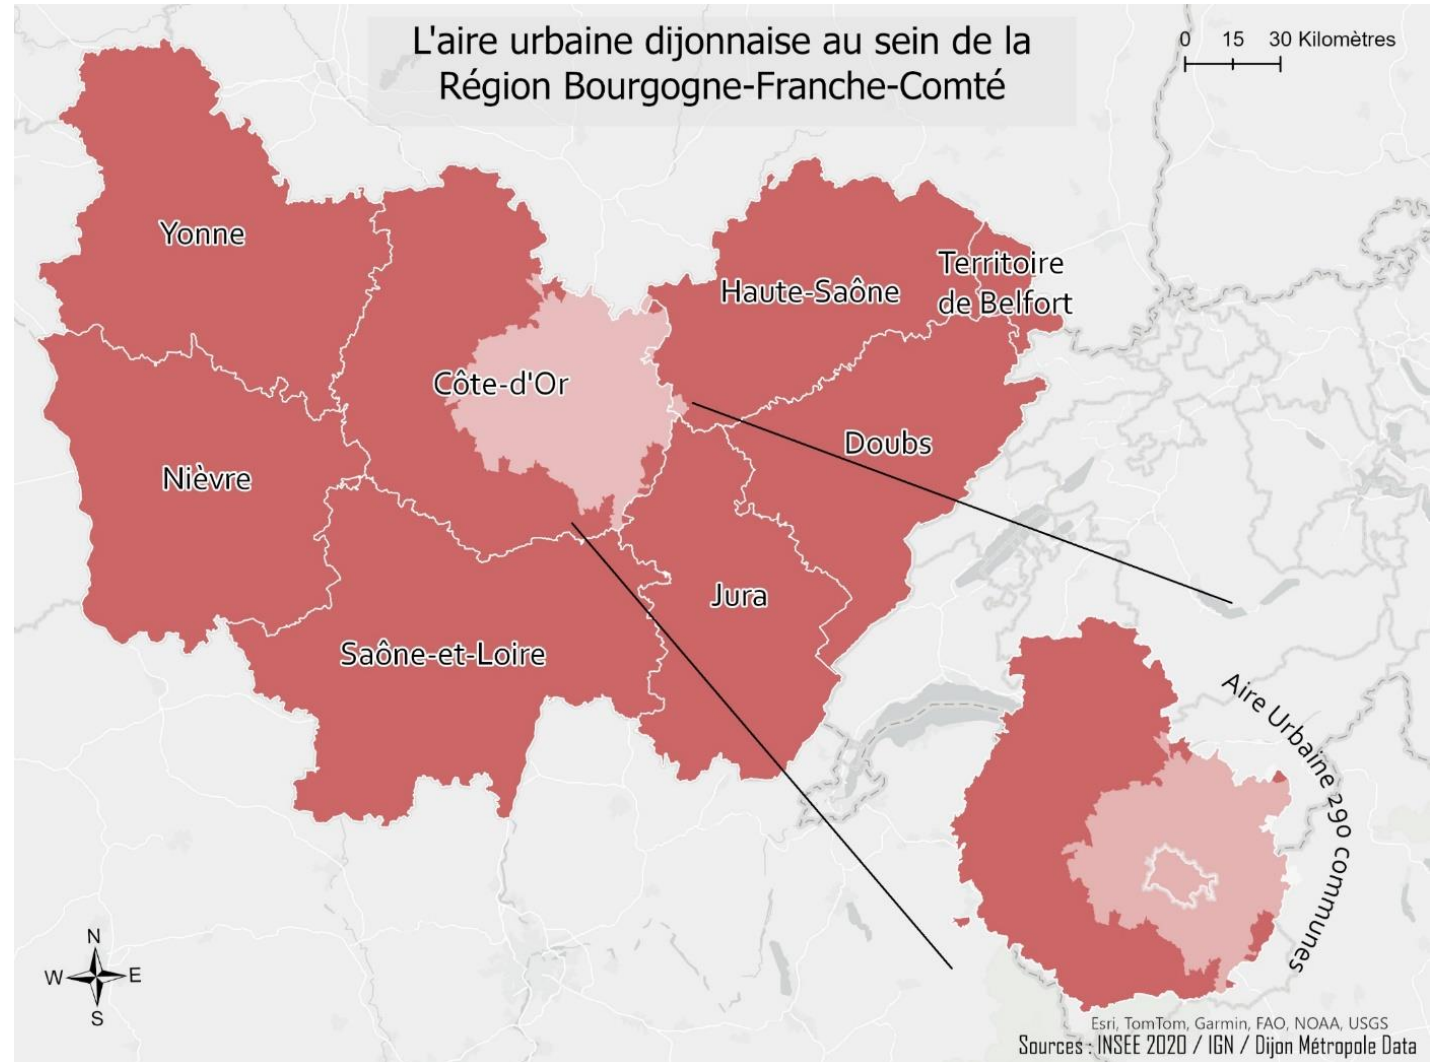 L'aire urbaine dijonnaise au sein de la
Région Bourgogne-Franche-Comté
0 15 30 Kilomètres
Yonne
Haute-Saône
Territoire
de Belfort
Côte-d'Or
Doubs
Nièvre
Jura
Saône-et-Loire
Aire Urbaine 290 communes
N
W E
S
Esri, TomTom, Garmin, FAO, NOAA, USGS
Sources : INSEE 2020 / IGN / Dijon Métropole Data